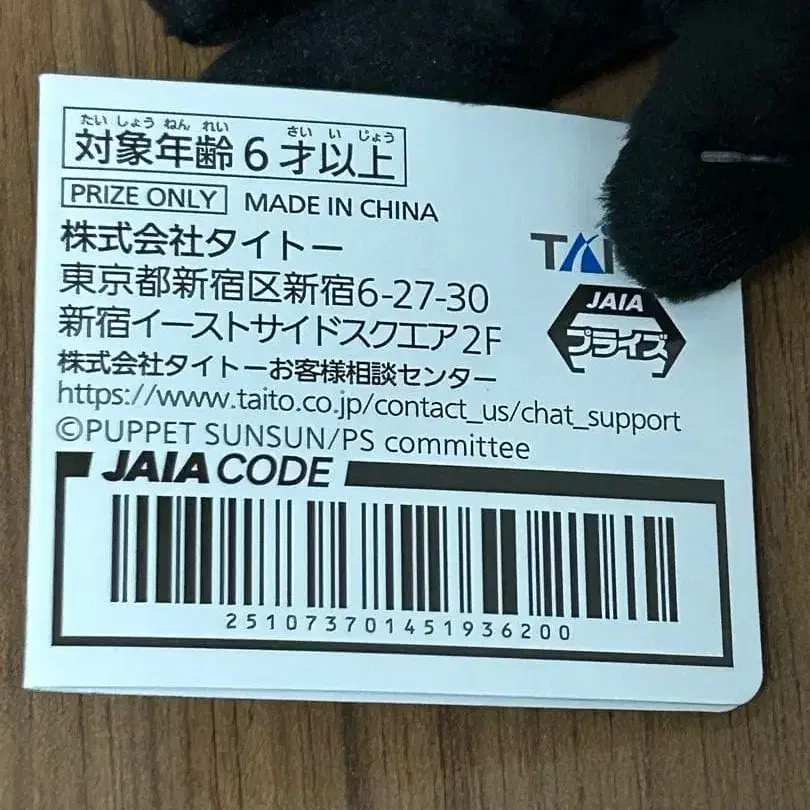 たいしょうねんれい さいいじょう
対象年齢6才以上
PRIZE ONLY MADE IN CHINA
株式会社タイトー
東京都新宿区新宿6-27-30
新宿イーストサイドスクエア2F
株式会社タイトーお客様相談センター
https://www.taito.co.jp/contact_us/chat_support
©PUPPET SUNSUN/PS committee
JAIA
プライズ
JAIA CODE
251073701451936200